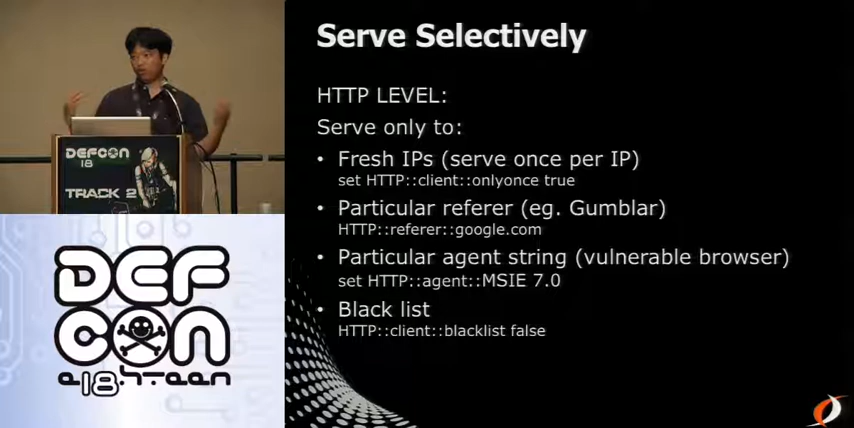 Serve Selectively
HTTP LEVEL:
Serve only to:
• Fresh IPs (serve once per IP)
set HTTP::client::onlyonce true
• Particular referer (eg. Gumblar)
HTTP::referer::google.com
• Particular agent string (vulnerable browser)
set HTTP::agent::MSIE 7.0
• Black list
HTTP::client::blacklist false
DEFCON
18
TRACK 2
DEF
CON
e18h-teen